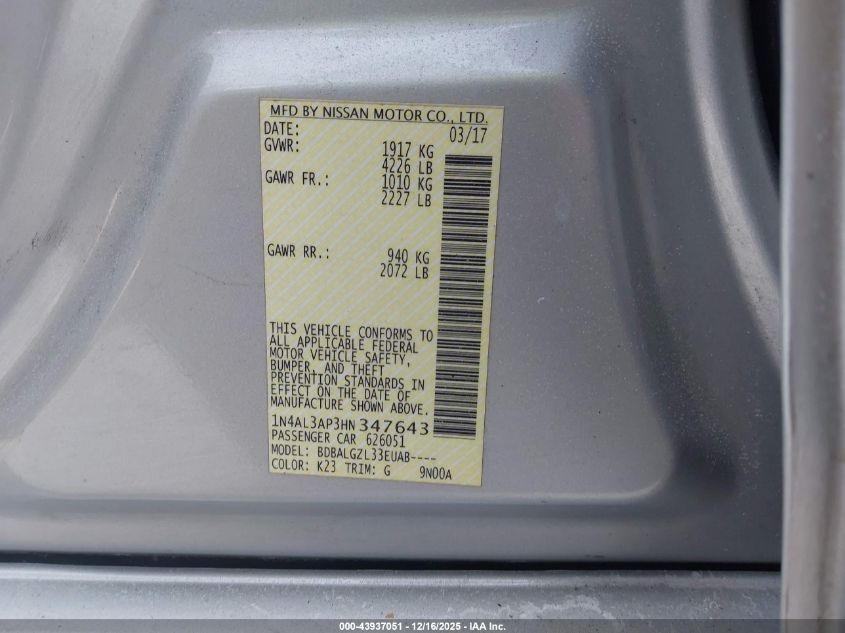 MFD BY NISSAN MOTOR CO., LTD.
DATE: 03/17
GVWR: 1917 KG
4226 LB
GAWR FR.: 1010 KG
2227 LB
GAWR RR.: 940 KG
2072 LB
THIS VEHICLE CONFORMS TO
ALL APPLICABLE FEDERAL
MOTOR VEHICLE SAFETY,
BUMPER, AND THEFT
PREVENTION STANDARDS IN
EFFECT ON THE DATE OF
MANUFACTURE SHOWN ABOVE.
1N4AL3AP3HN 347643
PASSENGER CAR 626051
MODEL: BDBALGZL33EUAB----
COLOR: K23 TRIM: G 9N00A
000-43937051 - 12/16/2025 - IAA Inc.